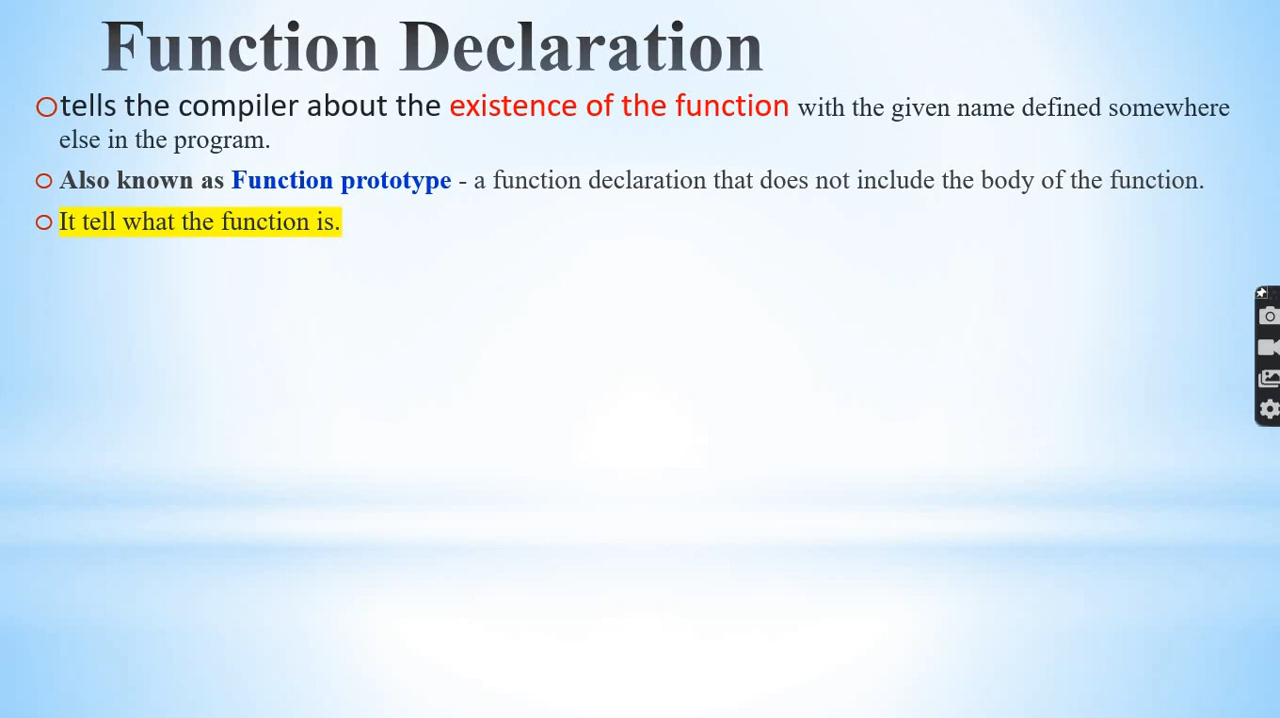 Function Declaration
tells the compiler about the existence of the function with the given name defined somewhere
else in the program.
Also known as Function prototype - a function declaration that does not include the body of the function.
It tell what the function is.